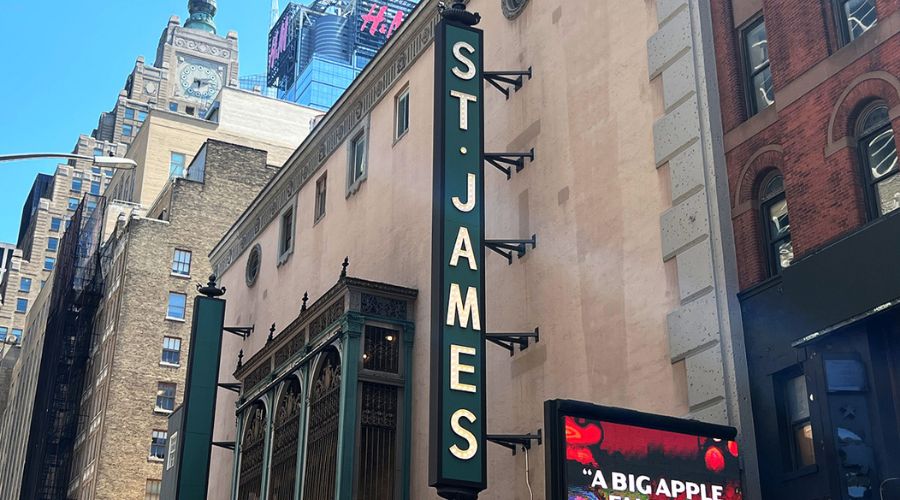 H&M
ST. JAMES
"A BIG APPLE